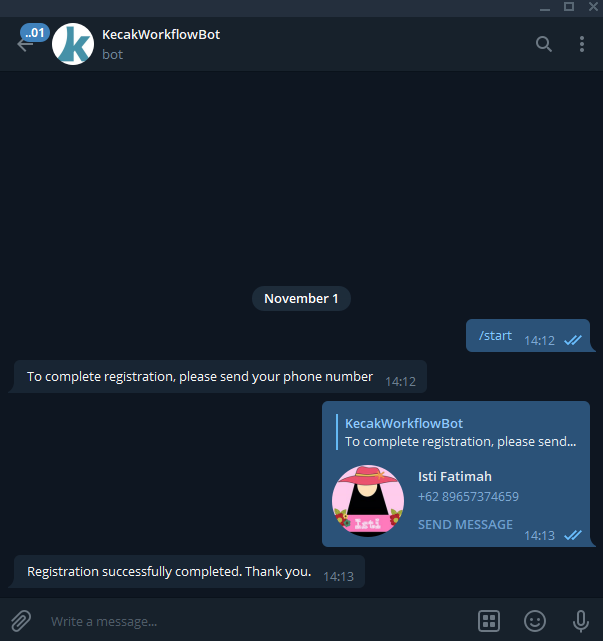 ..01
KecakWorkflowBot
bot
November 1
/start 14:12
To complete registration, please send your phone number 14:12
KecakWorkflowBot
To complete registration, please send...
Isti Fatimah
+62 89657374659
Isti
SEND MESSAGE
14:13
Registration successfully completed. Thank you. 14:13
Write a message...